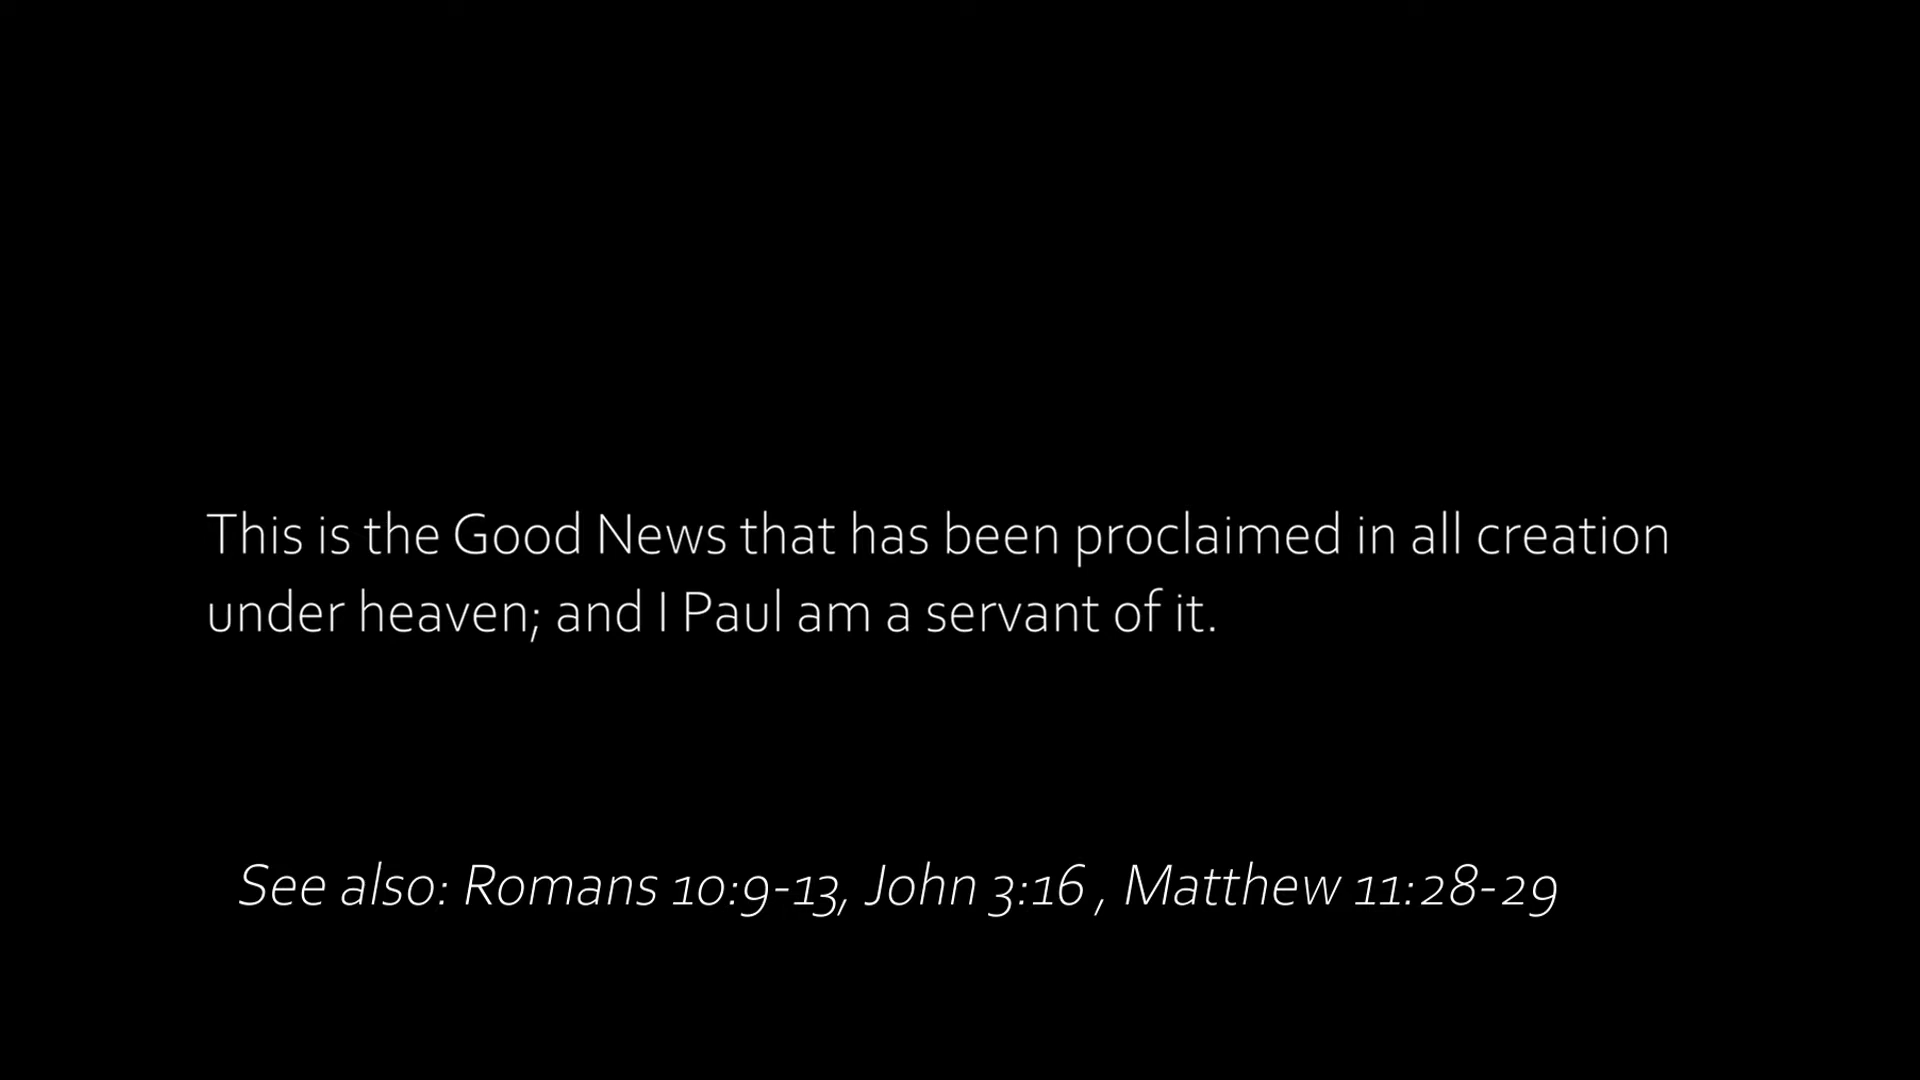 This is the Good News that has been proclaimed in all creation
under heaven; and I Paul am a servant of it.
See also: Romans 10:9-13, John 3:16 , Matthew 11:28-29